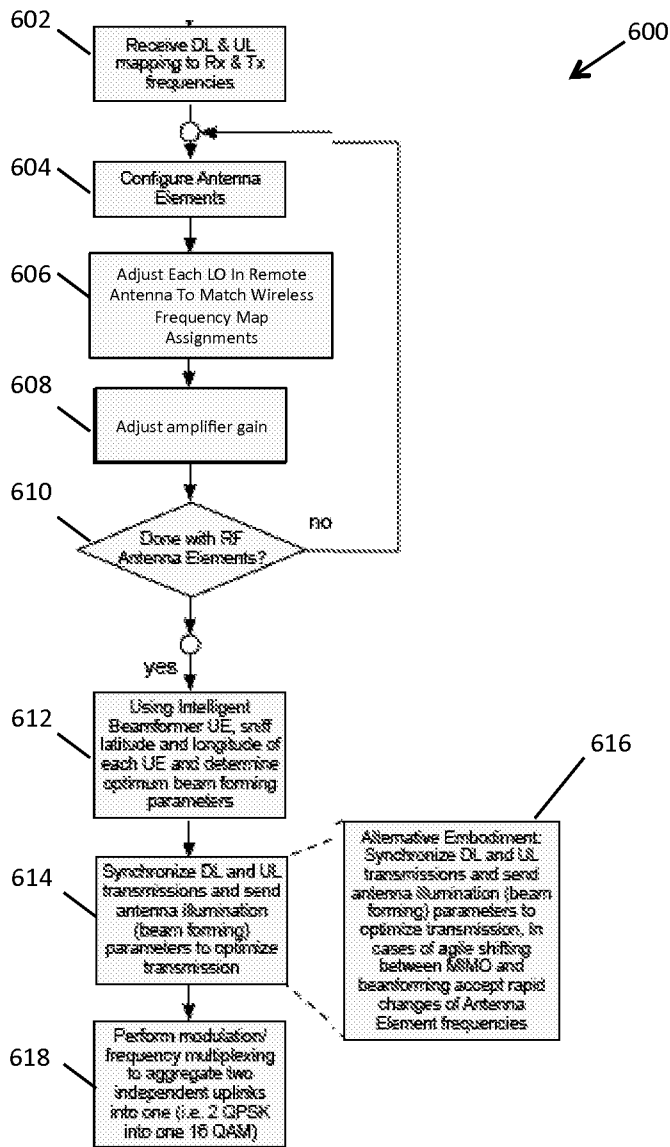 602
Receive DL & UL
mapping to Rx & Tx
frequencies
600
604
Configure Antenna
Elements
606
Adjust Each LO In Remote
Antenna To Match Wireless
Frequency Map
Assignments
608
Adjust amplifier gain
610
Done with RF
Antenna Elements?
no
yes
612
Using Intelligent
Beamformer UE, sniff
latitude and longitude of
each UE and determine
optimum beam forming
parameters
616
614
Synchronize DL and UL
transmissions and send
antenna illumination
(beam forming)
parameters to optimize
transmission
Alternative Embodiment:
Synchronize DL and UL
transmissions and send
antenna illumination (beam
forming) parameters to
optimize transmission, In
cases of agile shifting
between MIMO and
beamforming accept rapid
changes of Antenna
Element frequencies
618
Perform modulation/
frequency multiplexing
to aggregate two
independent uplinks
into one (i.e. 2 QPSK
into one 16 QAM)